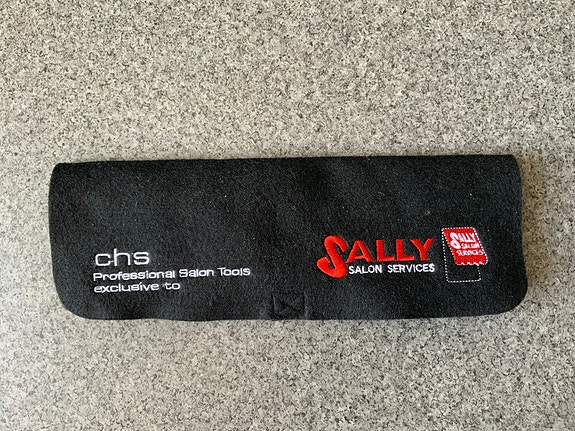 chs
Professional Salon Tools
exclusive to
SALLY
SALON SERVICES
SALLY
SALON
SERVICES